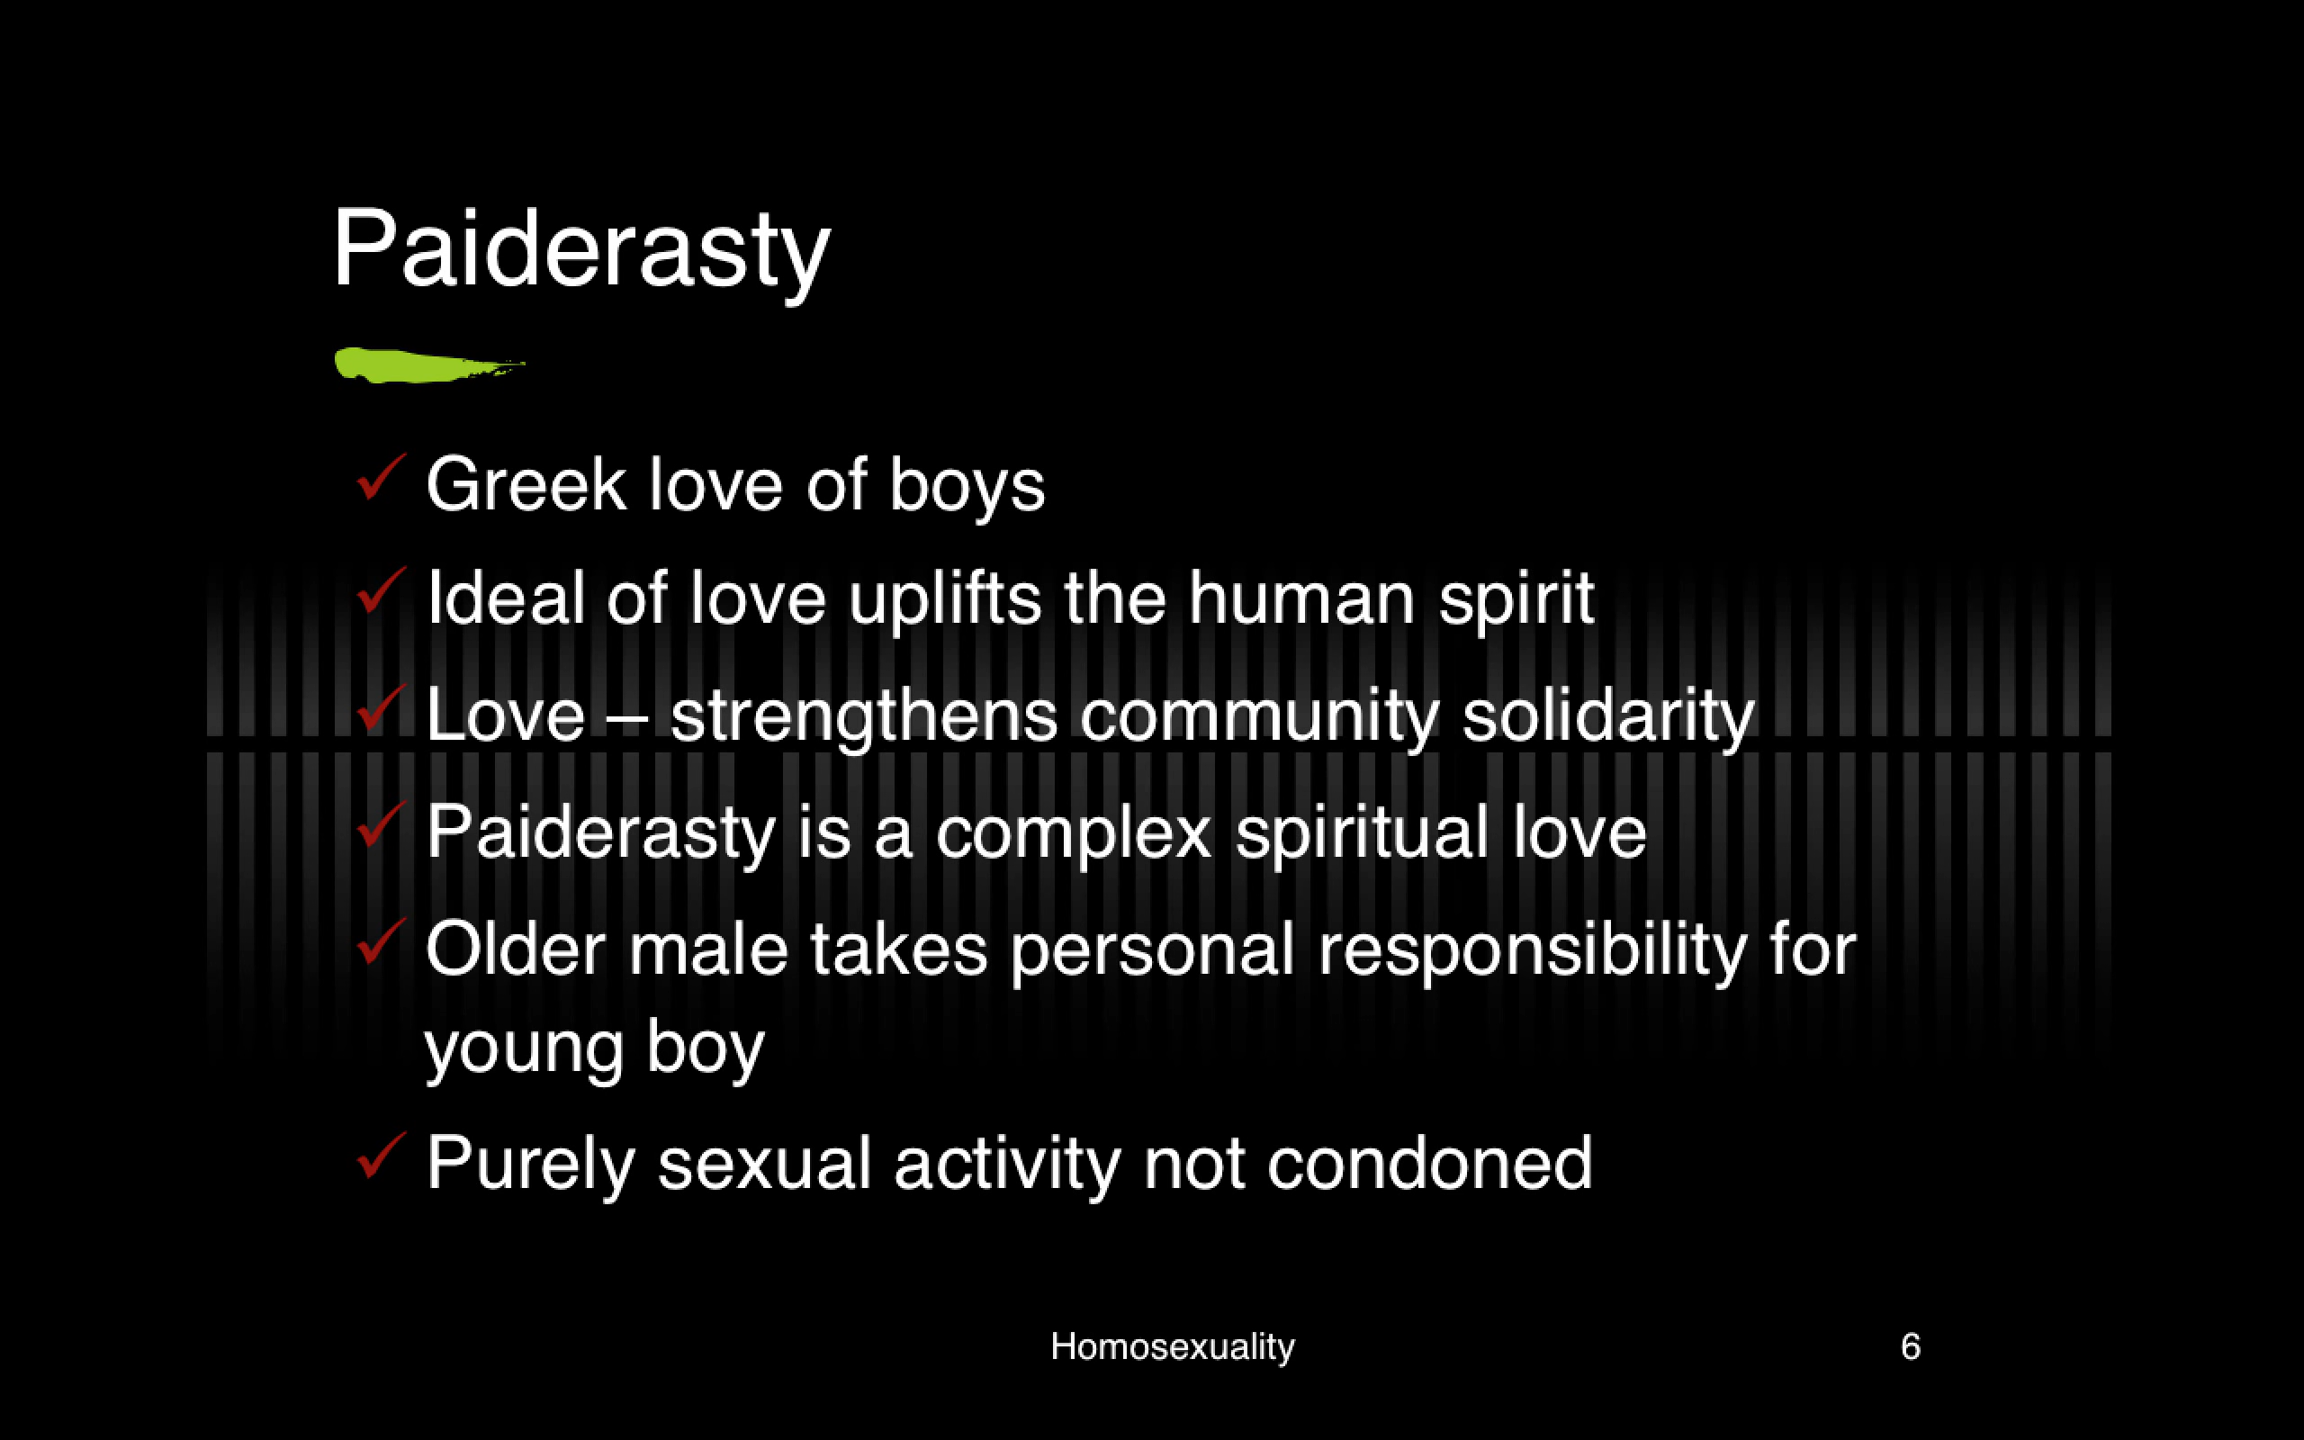 Paiderasty
✓ Greek love of boys
✓ Ideal of love uplifts the human spirit
✓ Love – strengthens community solidarity
✓ Paiderasty is a complex spiritual love
✓ Older male takes personal responsibility for
young boy
✓ Purely sexual activity not condoned
Homosexuality
6